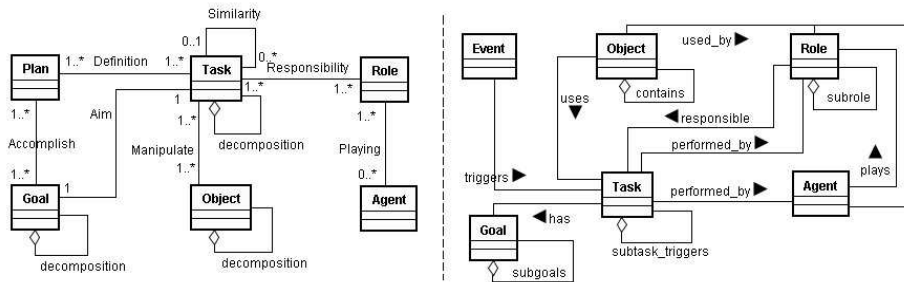 Similarity
0..1
0..*
Plan
1..*
Definition
1..*
Task
Responsibility
Role
1..*
1..*
1..*
Aim
1
1..*
decomposition
1..*
Accomplish
Manipulate
Playing
1..*
1..*
0..*
Goal
1
Object
Agent
decomposition
decomposition
Event
Object
used_by
Role
contains
subrole
uses
responsible
performed_by
triggers
Task
performed_by
Agent
plays
Goal
has
subtask_triggers
subgoals